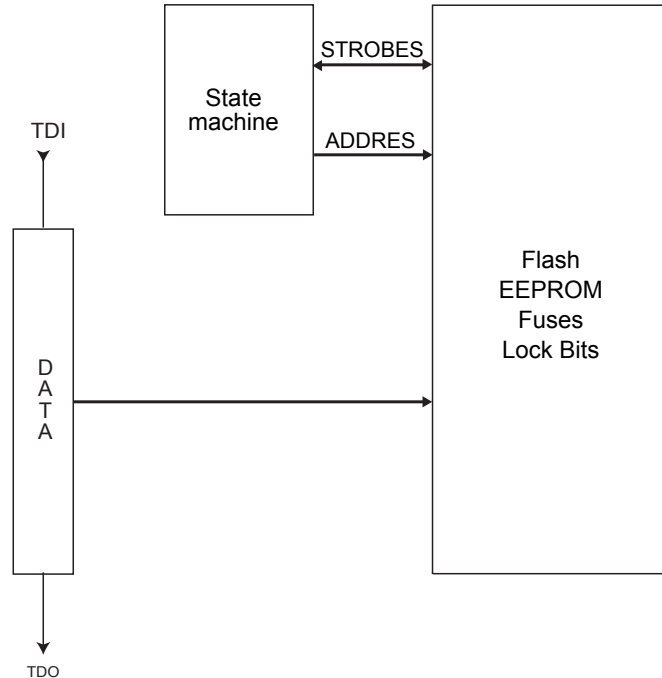 STROBES
State
machine
ADDRES
TDI
Flash
EEPROM
Fuses
Lock Bits
D
A
T
A
TDO